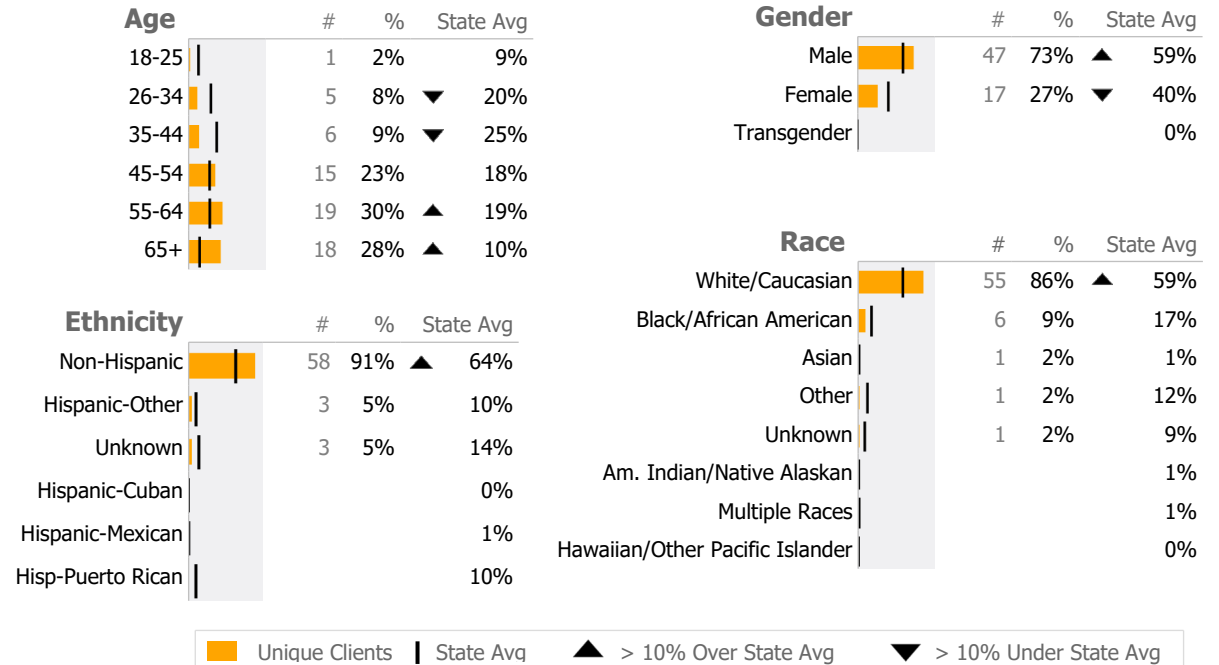 Age # % State Avg
18-25 1 2% 9%
26-34 5 8% ▼ 20%
35-44 6 9% ▼ 25%
45-54 15 23% 18%
55-64 19 30% ▲ 19%
65+ 18 28% ▲ 10%
Ethnicity # % State Avg
Non-Hispanic 58 91% ▲ 64%
Hispanic-Other 3 5% 10%
Unknown 3 5% 14%
Hispanic-Cuban 0%
Hispanic-Mexican 1%
Hisp-Puerto Rican 10%
Gender # % State Avg
Male 47 73% ▲ 59%
Female 17 27% ▼ 40%
Transgender 0%
Race # % State Avg
White/Caucasian 55 86% ▲ 59%
Black/African American 6 9% 17%
Asian 1 2% 1%
Other 1 2% 12%
Unknown 1 2% 9%
Am. Indian/Native Alaskan 1%
Multiple Races 1%
Hawaiian/Other Pacific Islander 0%
Unique Clients State Avg ▲ > 10% Over State Avg ▼ > 10% Under State Avg